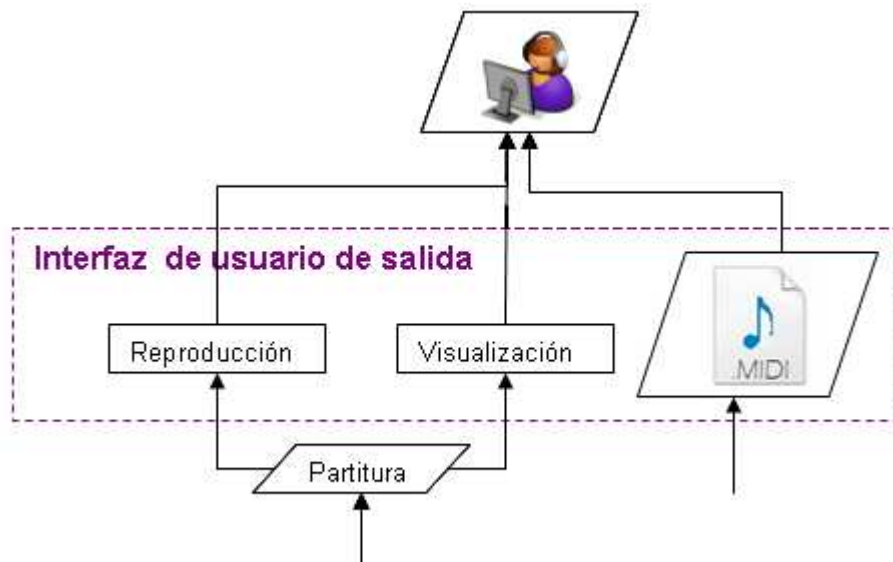 Interfaz de usuario de salida
Reproducción
Visualización
.MIDI
Partitura